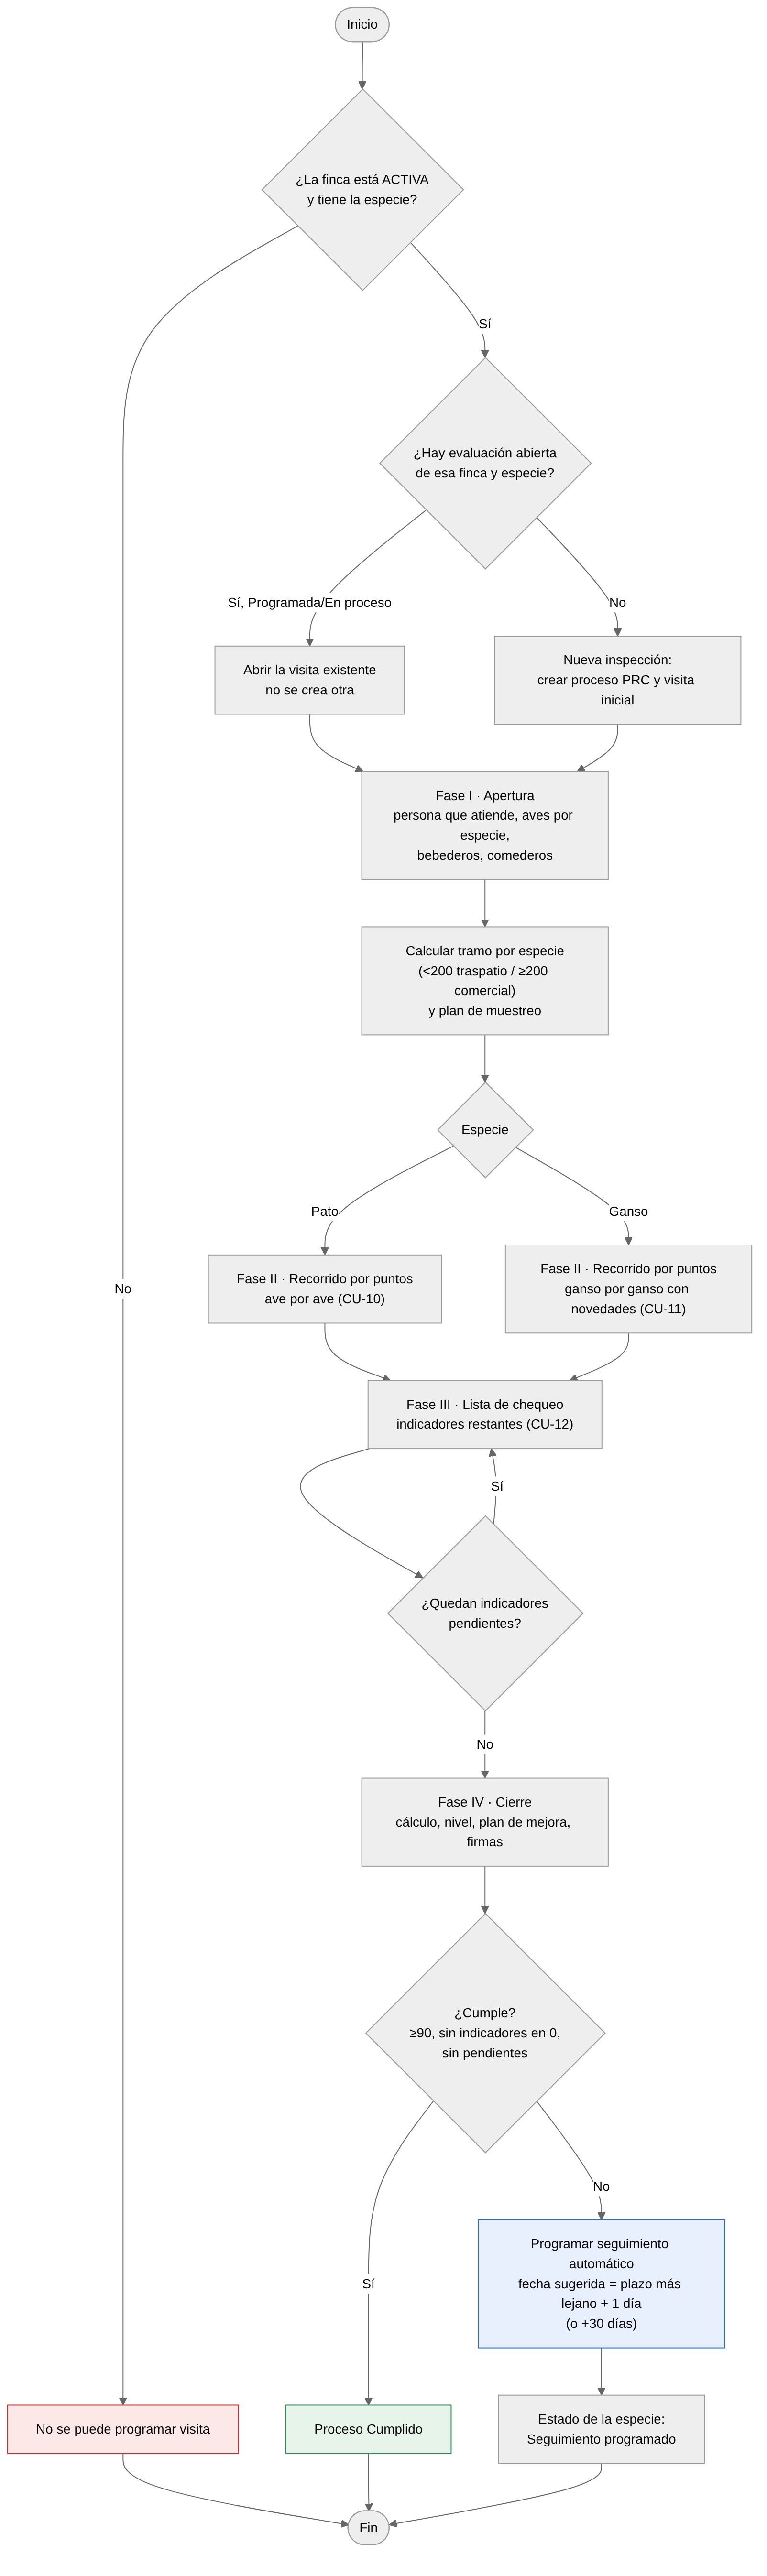 Inicio
¿La finca está ACTIVA
y tiene la especie?
Sí
¿Hay evaluación abierta
de esa finca y especie?
Sí, Programada/En proceso
No
Abrir la visita existente
no se crea otra
Nueva inspección:
crear proceso PRC y visita
inicial
Fase I · Apertura
persona que atiende, aves por
especie,
bebederos, comederos
Calcular tramo por especie
(<200 traspatio / ≥200
comercial)
y plan de muestreo
Especie
Pato
Ganso
No
Fase II · Recorrido por puntos
ave por ave (CU-10)
Fase II · Recorrido por puntos
ganso por ganso con
novedades (CU-11)
Fase III · Lista de chequeo
indicadores restantes (CU-12)
Sí
¿Quedan indicadores
pendientes?
No
Fase IV · Cierre
cálculo, nivel, plan de mejora,
firmas
¿Cumple?
≥90, sin indicadores en 0,
sin pendientes
No
Sí
Programar seguimiento
automático
fecha sugerida = plazo más
lejano + 1 día
(o +30 días)
No se puede programar visita
Proceso Cumplido
Estado de la especie:
Seguimiento programado
Fin